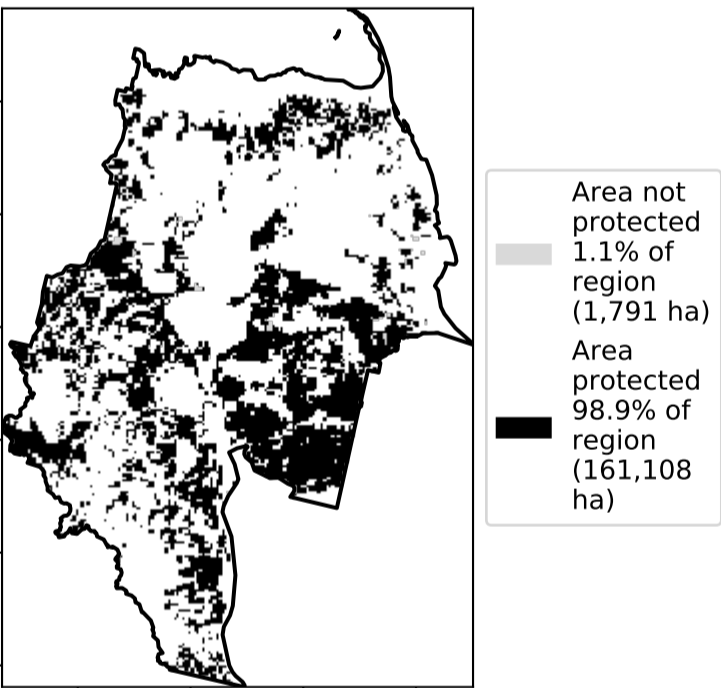 Area not
protected
1.1% of
region
(1,791 ha)
Area
protected
98.9% of
region
(161,108
ha)